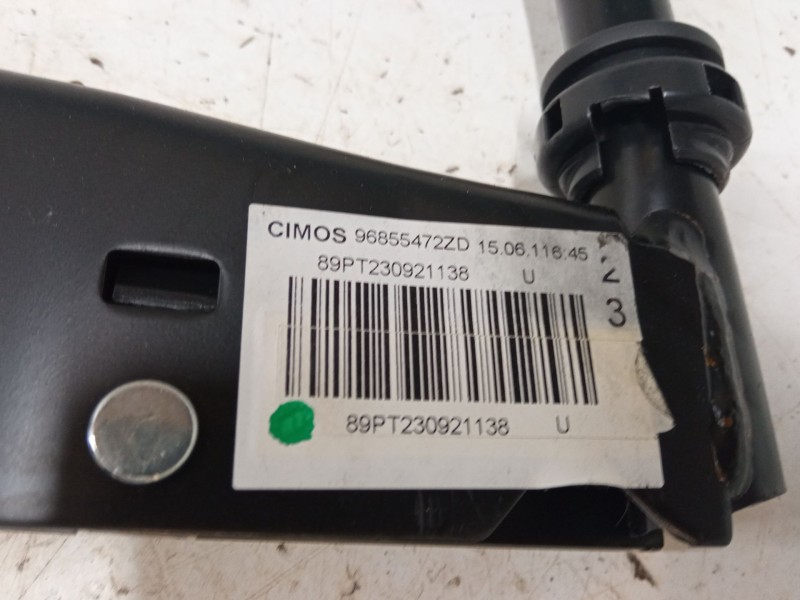 CIMOS 96855472ZD 15.06.116:45
89PT230921138 U
2
3
89PT230921138 U